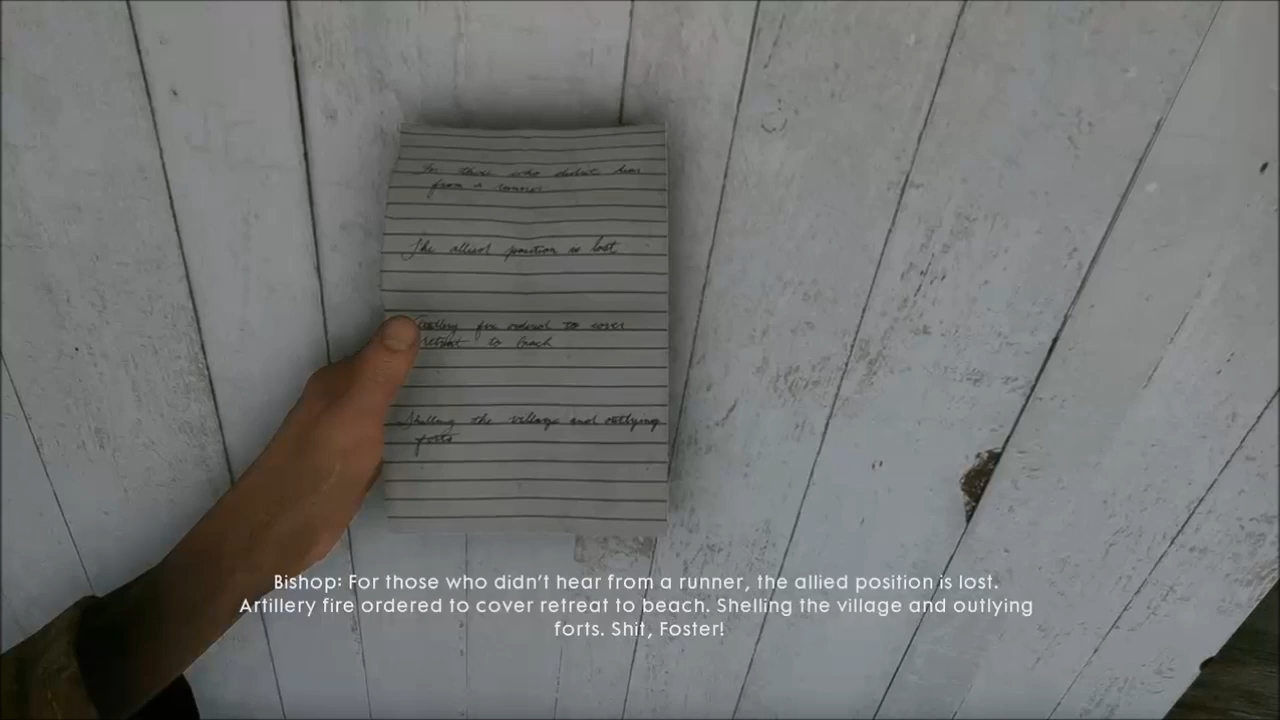 For those who didnt hear
from a runner
The allied position is lost
Artillery fire ordered to cover
retreat to beach
Shelling the village and outlying
forts
Bishop: For those who didn't hear from a runner, the allied position is lost.
Artillery fire ordered to cover retreat to beach. Shelling the village and outlying
forts. Shit, Foster!